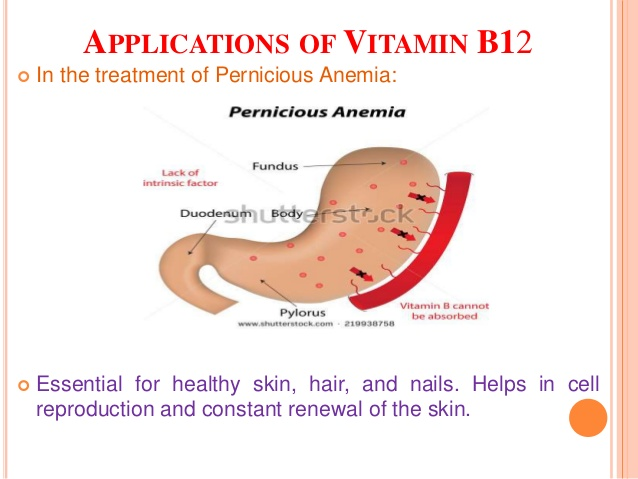 APPLICATIONS OF VITAMIN B12
In the treatment of Pernicious Anemia:
Pernicious Anemia
Fundus
Lack of
intrinsic factor
Duodenum
Body
shutterstock
Pylorus
Vitamin B cannot
be absorbed
www.shutterstock.com · 219938758
Essential for healthy skin, hair, and nails. Helps in cell
reproduction and constant renewal of the skin.